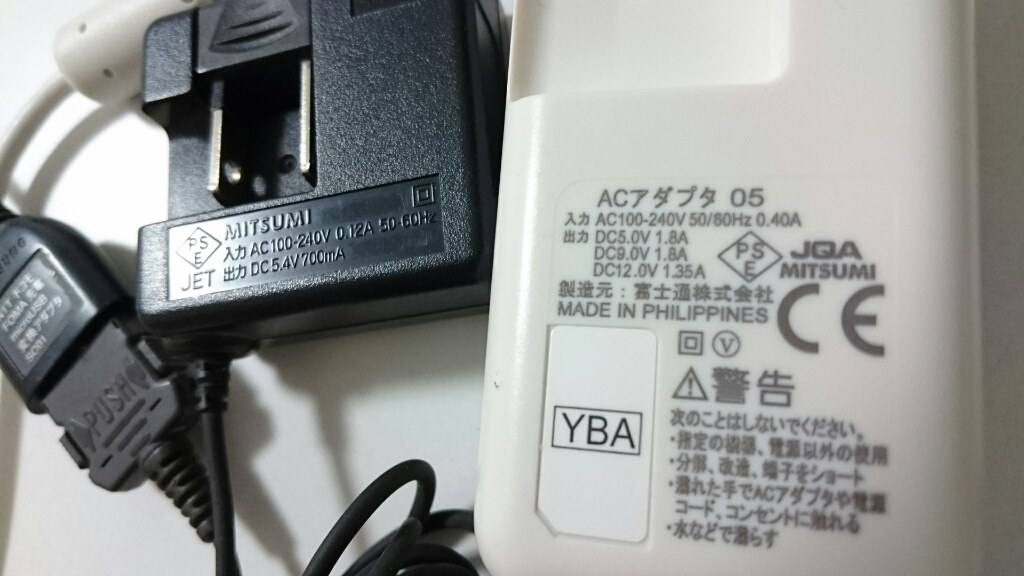 MITSUMI
PS
E
JET
入力 AC100-240V 0.12A 50-60Hz
出力 DC 5.4V 700mA
PUSH
ACアダプタ 05
入力 AC100-240V 50/60Hz 0.40A
出力 DC5.0V 1.8A
DC9.0V 1.8A
DC12.0V 1.35A
PS
E
JQA
MITSUMI
製造元:富士通株式会社
MADE IN PHILIPPINES
CE
V
⚠警告
次のことはしないでください。
・指定の機器、電源以外の使用
・分解、改造、端子をショート
・濡れた手でACアダプタや電源
コード、コンセントに触れる
・水などで濡らす
YBA